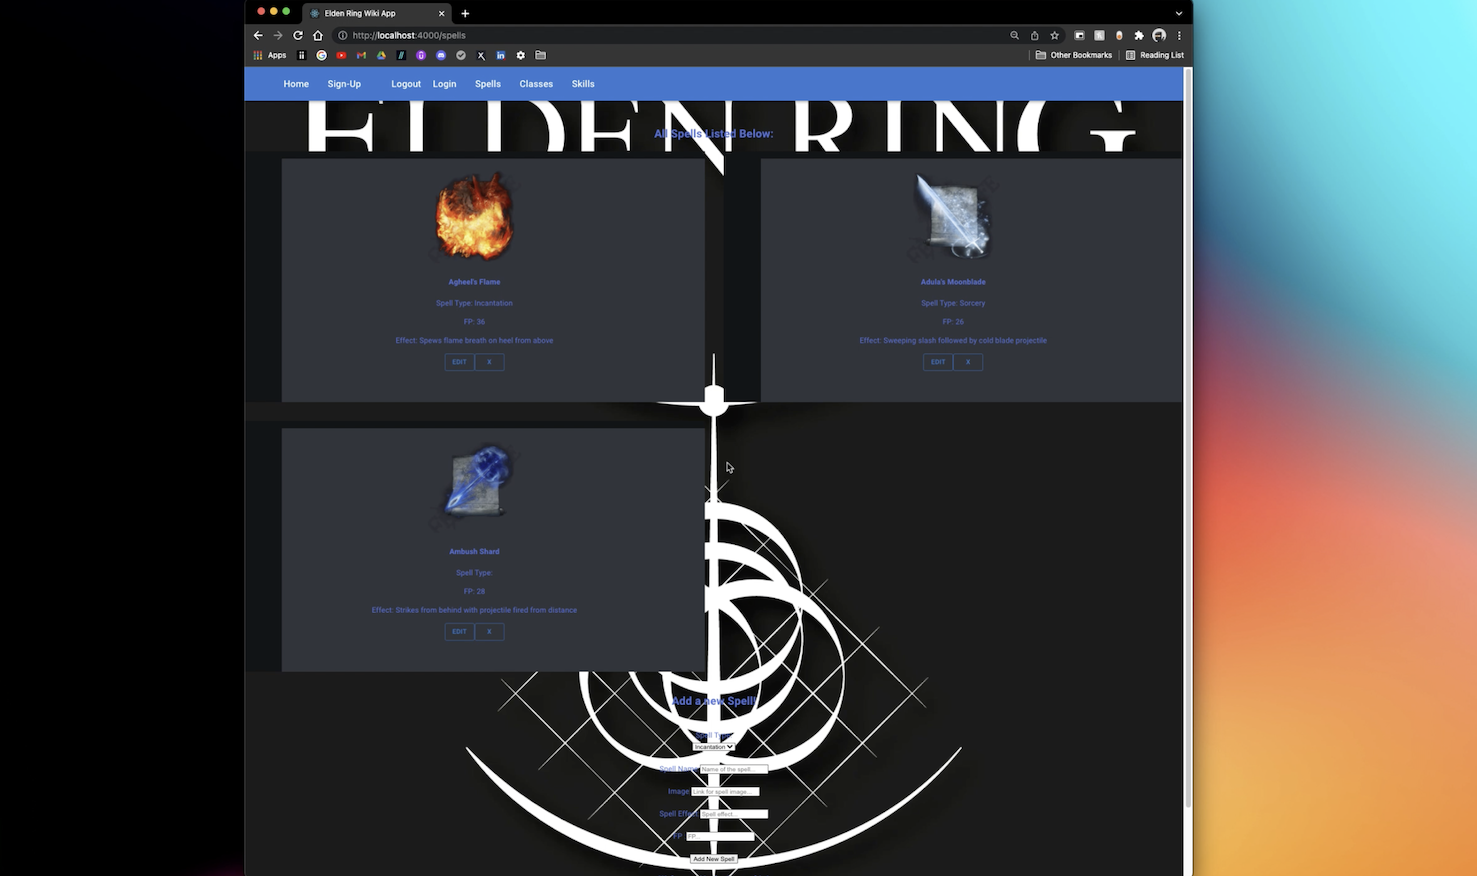 Elden Ring Wiki App
http://localhost:4000/spells
Apps
Other Bookmarks
Reading List
Home Sign-Up Logout Login Spells Classes Skills
ELDEN RING
All Spells Listed Below:
Agheel's Flame
Spell Type: Incantation
FP: 36
Effect: Spews flame breath on heel from above
EDIT X
Adula's Moonblade
Spell Type: Sorcery
FP: 26
Effect: Sweeping slash followed by cold blade projectile
EDIT X
Ambush Shard
Spell Type:
FP: 28
Effect: Strikes from behind with projectile fired from distance
EDIT X
Add a new Spell!
Spell Type
Incantation
Spell Name Name of the spell...
Image Link for spell image...
Spell Effect Spell effect...
FP FP...
Add New Spell